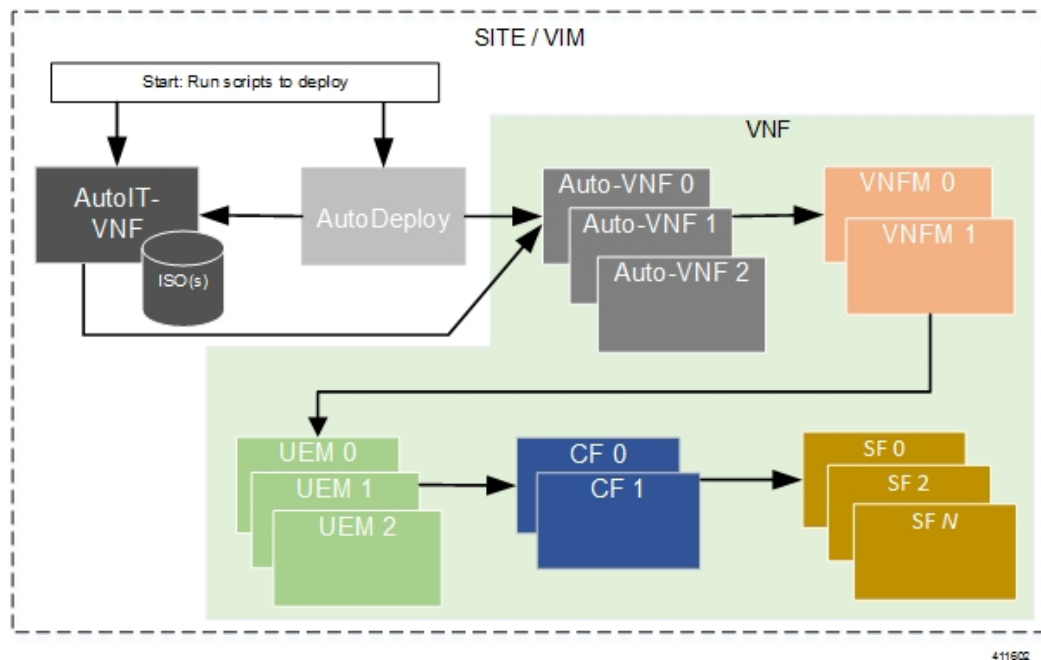 SITE / VIM
Start: Run scripts to deploy
VNF
AutoIT-
VNF
ISO(s)
AutoDeploy
Auto-VNF 0
Auto-VNF 1
Auto-VNF 2
VNFM 0
VNFM 1
UEM 0
UEM 1
UEM 2
CF 0
CF 1
SF 0
SF 2
SF N
411602